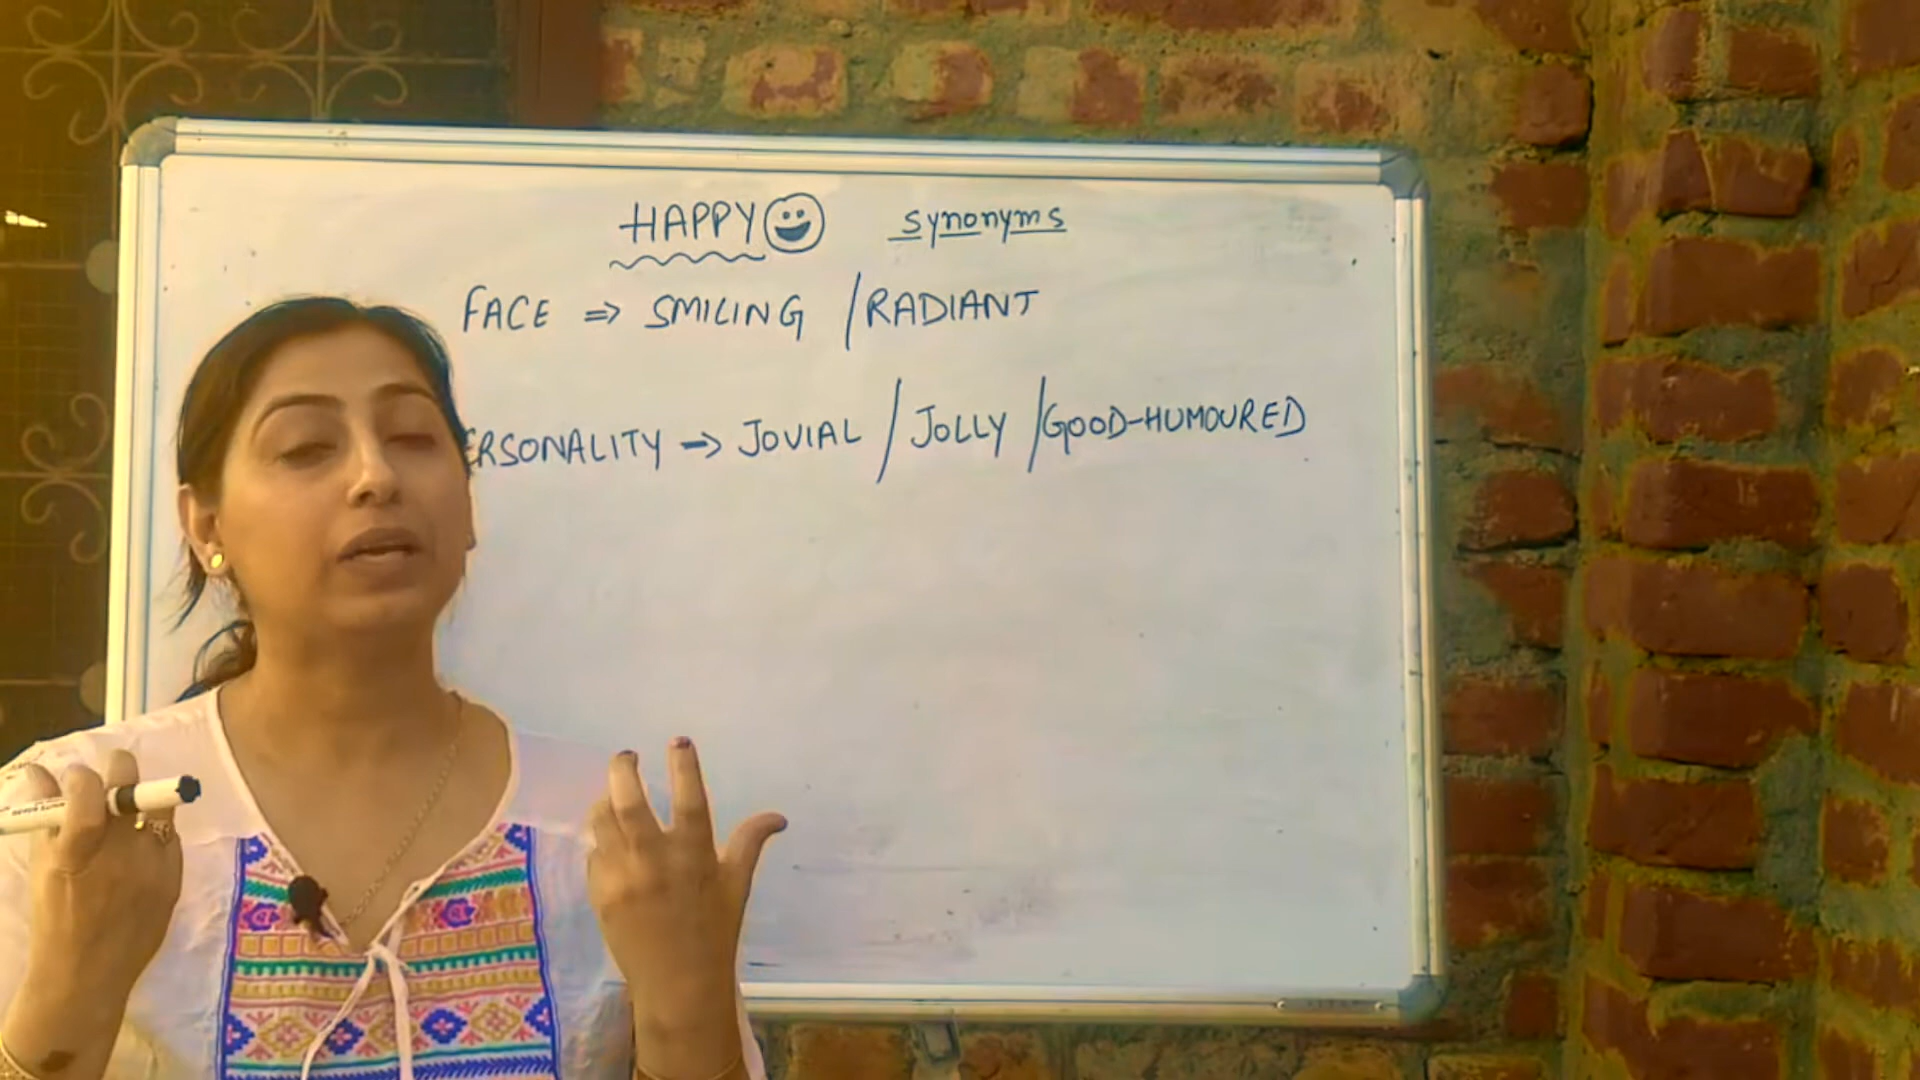 HAPPY synonyms
FACE ⇒ SMILING / RADIANT
ERSONALITY → JOVIAL / JOLLY / GOOD-HUMOURED